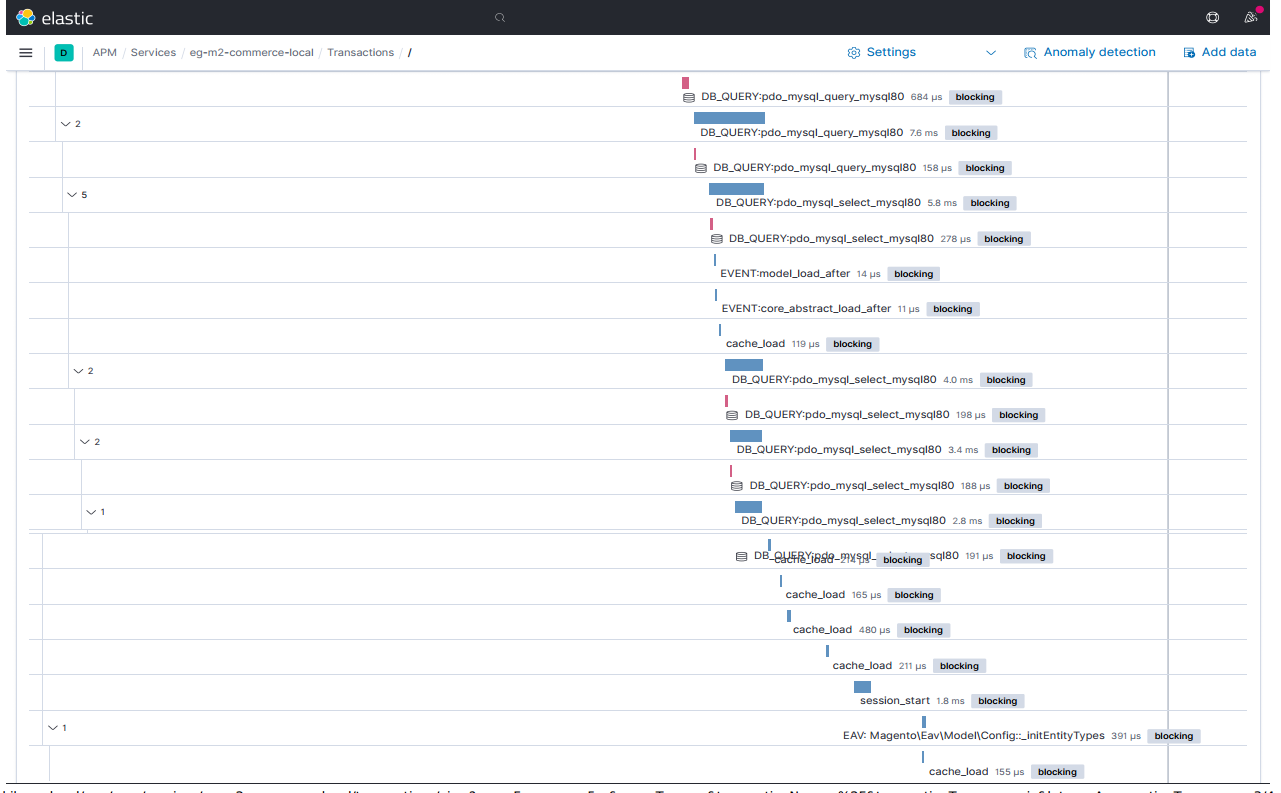 elastic
D APM / Services / eg-m2-commerce-local / Transactions / / Settings Anomaly detection Add data
DB_QUERY:pdo_mysql_query_mysql80 684 μs blocking
2
DB_QUERY:pdo_mysql_query_mysql80 7.6 ms blocking
DB_QUERY:pdo_mysql_query_mysql80 158 μs blocking
5
DB_QUERY:pdo_mysql_select_mysql80 5.8 ms blocking
DB_QUERY:pdo_mysql_select_mysql80 278 μs blocking
EVENT:model_load_after 14 μs blocking
EVENT:core_abstract_load_after 11 μs blocking
cache_load 119 μs blocking
2
DB_QUERY:pdo_mysql_select_mysql80 4.0 ms blocking
DB_QUERY:pdo_mysql_select_mysql80 198 μs blocking
2
DB_QUERY:pdo_mysql_select_mysql80 3.4 ms blocking
DB_QUERY:pdo_mysql_select_mysql80 188 μs blocking
1
DB_QUERY:pdo_mysql_select_mysql80 2.8 ms blocking
DB_QUERY:pdo_mysql_select_mysql80 191 μs blocking
cache_load 214 μs blocking
cache_load 165 μs blocking
cache_load 480 μs blocking
cache_load 211 μs blocking
session_start 1.8 ms blocking
1
EAV: Magento\Eav\Model\Config::_initEntityTypes 391 μs blocking
cache_load 155 μs blocking